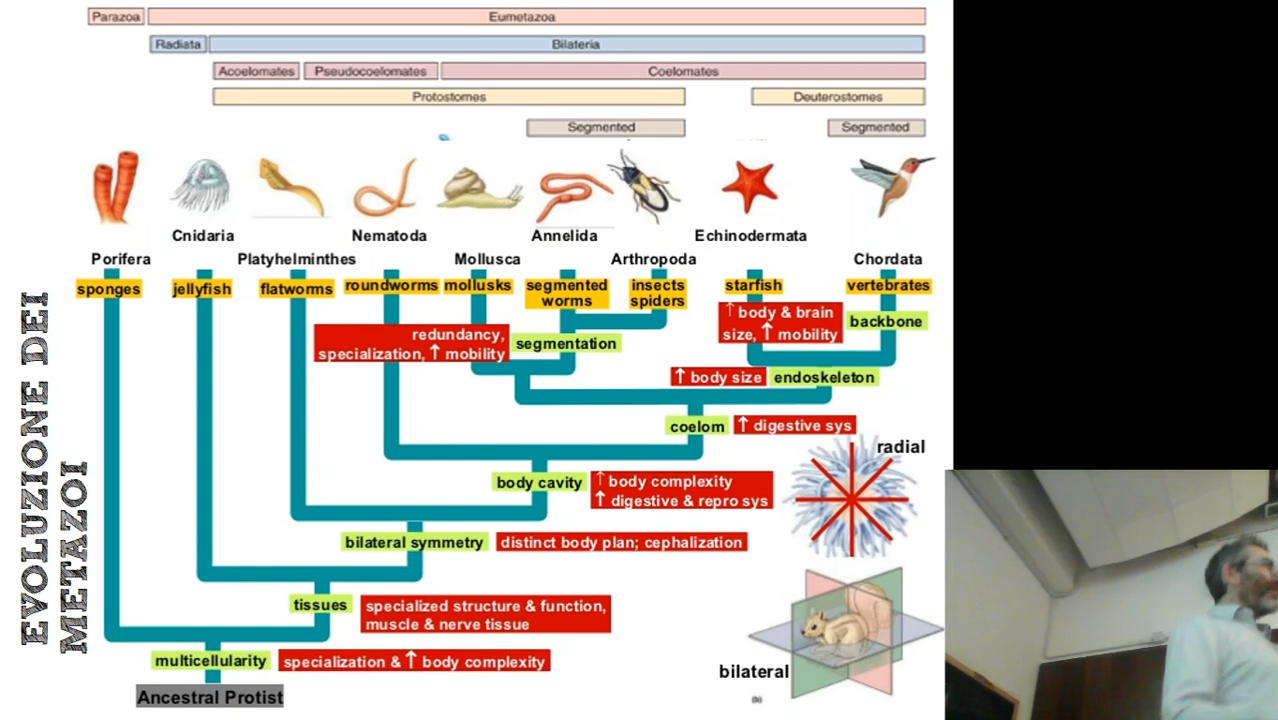 Parazoa
Eumetazoa
Radiata
Bilateria
Acoelomates
Pseudocoelomates
Coelomates
Protostomes
Deuterostomes
Segmented
Segmented
Cnidaria
Nematoda
Annelida
Echinodermata
Porifera
Platyhelminthes
Mollusca
Arthropoda
Chordata
sponges
jellyfish
flatworms
roundworms
mollusks
segmented
worms
insects
spiders
starfish
vertebrates
↑ body & brain
size, ↑ mobility
backbone
redundancy,
specialization, ↑ mobility
segmentation
↑ body size
endoskeleton
coelom
↑ digestive sys
radial
body cavity
↑ body complexity
↑ digestive & repro sys
bilateral symmetry
distinct body plan; cephalization
tissues
specialized structure & function,
muscle & nerve tissue
multicellularity
specialization & ↑ body complexity
bilateral
(b)
Ancestral Protist
EVOLUZIONE DEI
METAZOI